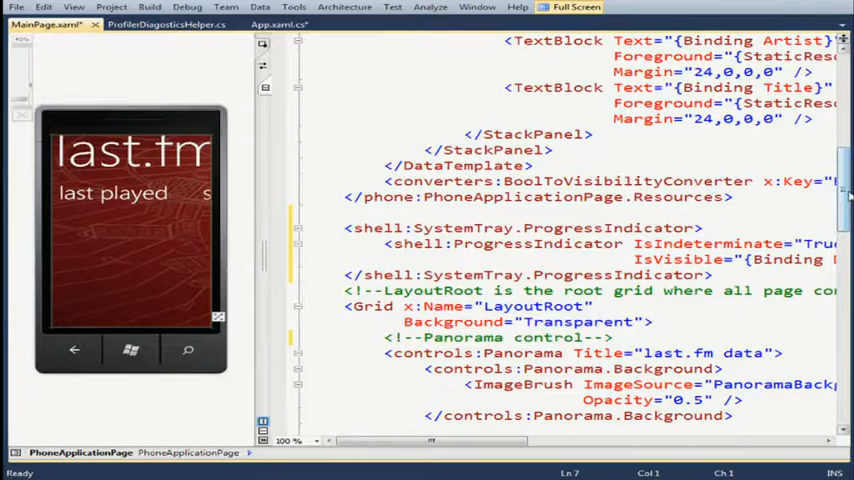 File Edit View Project Build Debug Team Data Tools Architecture Test Analyze Window Help Full Screen
MainPage.xaml* ProfilerDiagosticsHelper.cs App.xaml.cs*
<TextBlock Text="{Binding Artist}"
Foreground="{StaticReso
Margin="24,0,0,0" />
<TextBlock Text="{Binding Title}"
Foreground="{StaticReso
Margin="24,0,0,0" />
</StackPanel>
</StackPanel>
</DataTemplate>
<converters:BoolToVisibilityConverter x:Key="
</phone:PhoneApplicationPage.Resources>
<shell:SystemTray.ProgressIndicator>
<shell:ProgressIndicator IsIndeterminate="True
IsVisible="{Binding
</shell:SystemTray.ProgressIndicator>
<!--LayoutRoot is the root grid where all page con
<Grid x:Name="LayoutRoot"
Background="Transparent">
<!--Panorama control-->
<controls:Panorama Title="last.fm data">
<controls:Panorama.Background>
<ImageBrush ImageSource="PanoramaBackg
Opacity="0.5" />
</controls:Panorama.Background>
last.fm
last played s
100 %
PhoneApplicationPage PhoneApplicationPage
Ready Ln 7 Col 1 Ch 1 INS